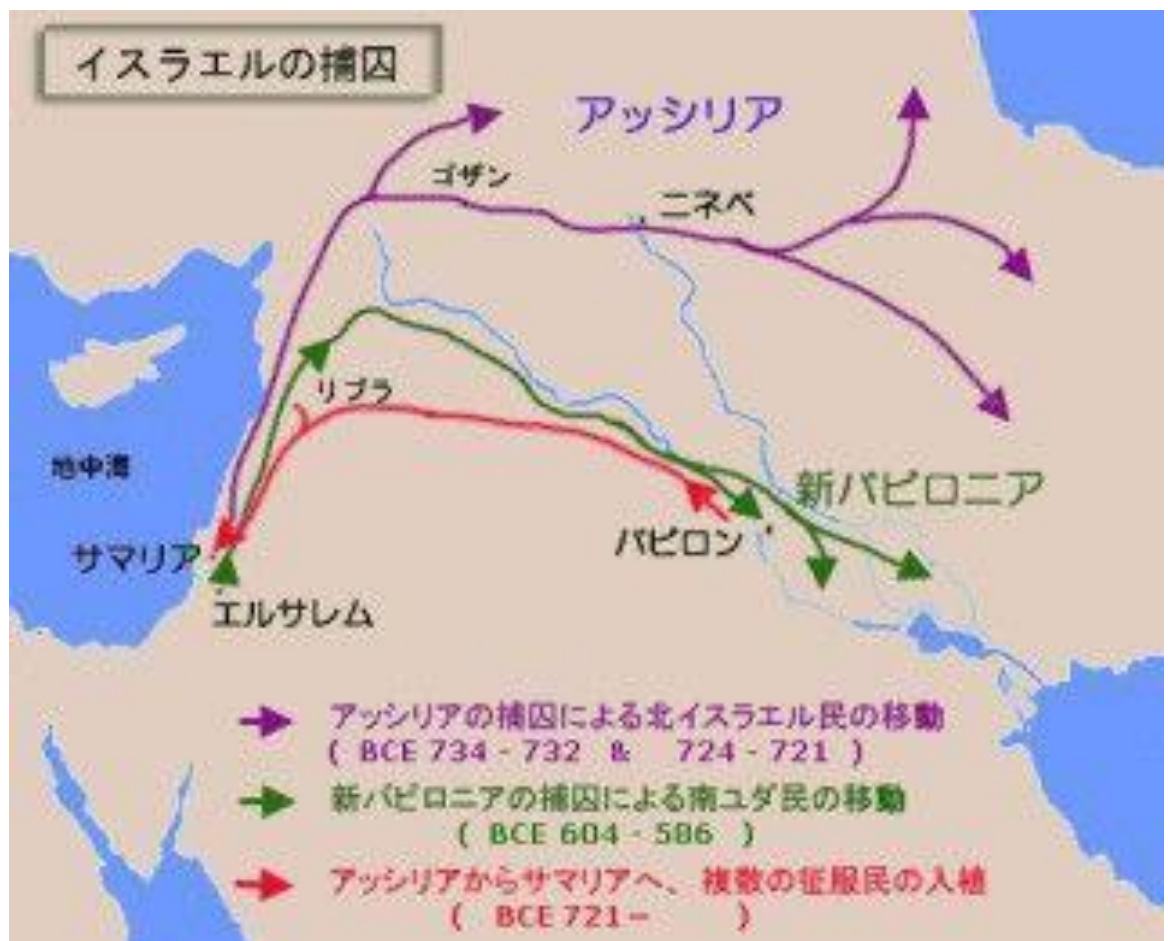 イスラエルの捕囚
アッシリア
ゴザン
ニネベ
リブラ
地中海
新バビロニア
サマリア
バビロン
エルサレム
アッシリアの捕囚による北イスラエル民の移動
( BCE 734 - 732 & 724 - 721 )
新バビロニアの捕囚による南ユダ民の移動
( BCE 604 - 586 )
アッシリアからサマリアへ、複数の征服民の入植
( BCE 721 - )